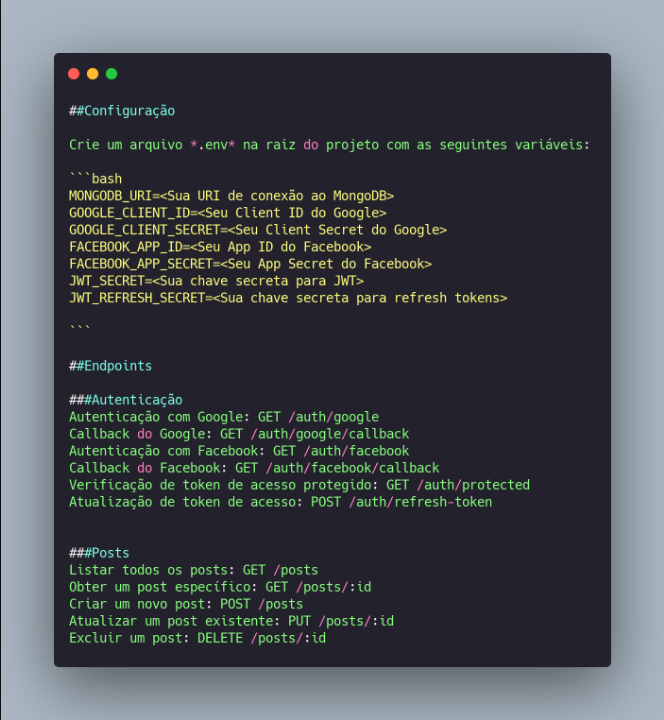 ##Configuração
Crie um arquivo *.env* na raiz do projeto com as seguintes variáveis:
```bash
MONGODB_URI=<Sua URI de conexão ao MongoDB>
GOOGLE_CLIENT_ID=<Seu Client ID do Google>
GOOGLE_CLIENT_SECRET=<Seu Client Secret do Google>
FACEBOOK_APP_ID=<Seu App ID do Facebook>
FACEBOOK_APP_SECRET=<Seu App Secret do Facebook>
JWT_SECRET=<Sua chave secreta para JWT>
JWT_REFRESH_SECRET=<Sua chave secreta para refresh tokens>
```
##Endpoints
###Autenticação
Autenticação com Google: GET /auth/google
Callback do Google: GET /auth/google/callback
Autenticação com Facebook: GET /auth/facebook
Callback do Facebook: GET /auth/facebook/callback
Verificação de token de acesso protegido: GET /auth/protected
Atualização de token de acesso: POST /auth/refresh-token
###Posts
Listar todos os posts: GET /posts
Obter um post específico: GET /posts/:id
Criar um novo post: POST /posts
Atualizar um post existente: PUT /posts/:id
Excluir um post: DELETE /posts/:id